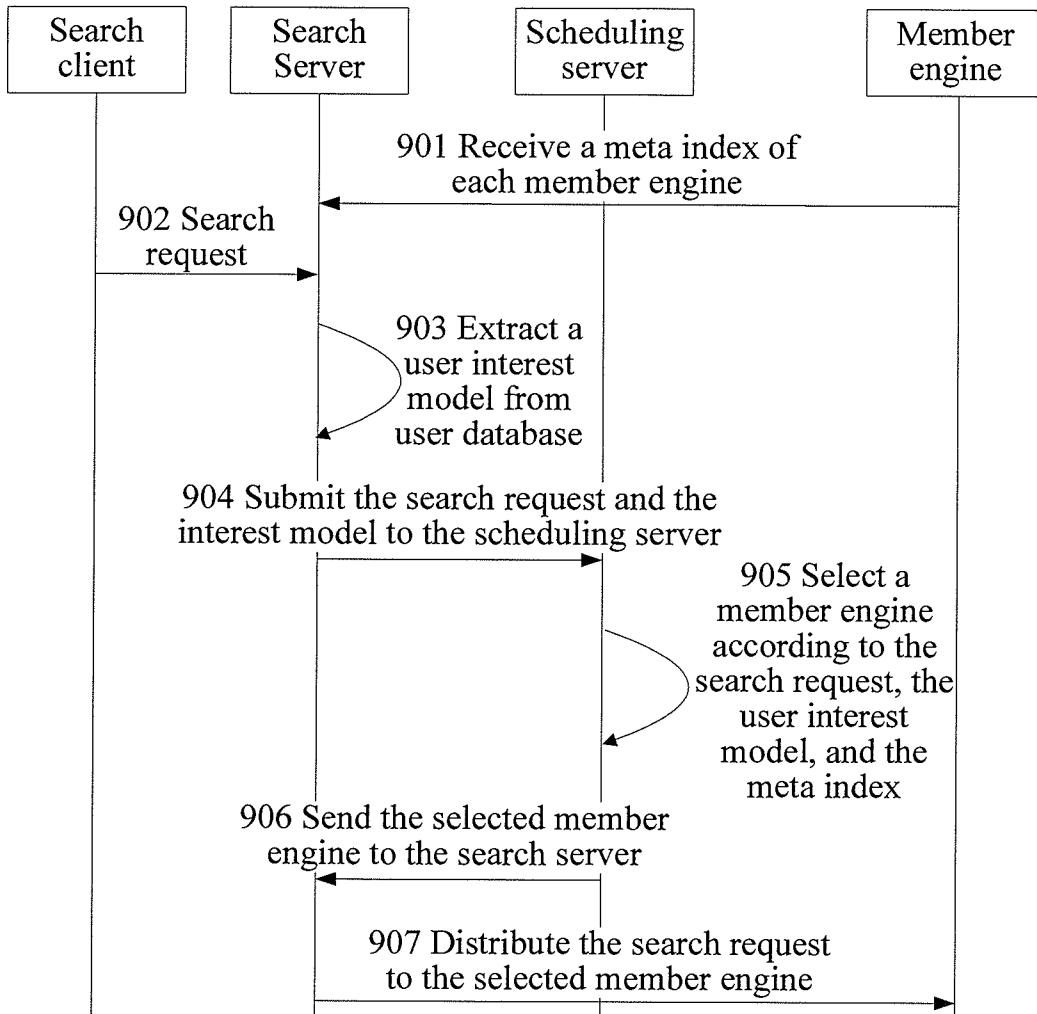 Search
client
Search
Server
Scheduling
server
Member
engine
901 Receive a meta index of
each member engine
902 Search
request
903 Extract a
user interest
model from
user database
904 Submit the search request and the
interest model to the scheduling server
905 Select a
member engine
according to the
search request, the
user interest
model, and the
meta index
906 Send the selected member
engine to the search server
907 Distribute the search request
to the selected member engine